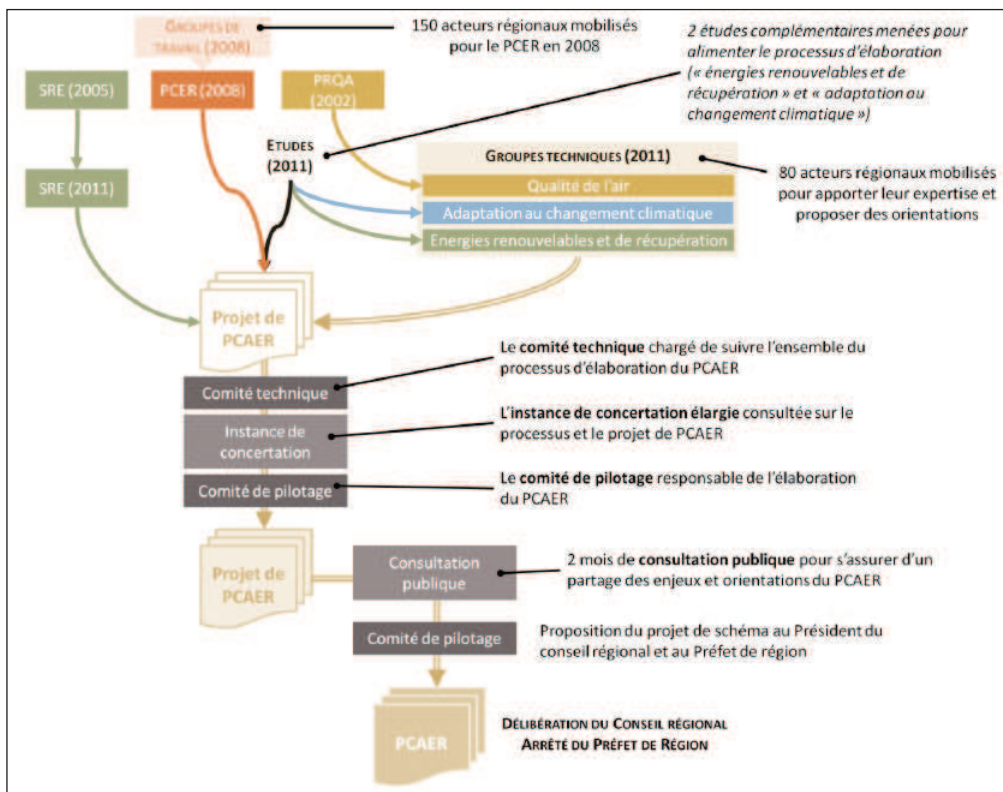 GROUPES DE
TRAVAIL (2008)
150 acteurs régionaux mobilisés
pour le PCER en 2008
2 études complémentaires menées pour
alimenter le processus d'élaboration
(« énergies renouvelables et de
récupération » et « adaptation au
changement climatique »)
SRE (2005)
PCER (2008)
PRQA
(2002)
ETUDES
(2011)
GROUPES TECHNIQUES (2011)
Qualité de l'air
Adaptation au changement climatique
Energies renouvelables et de récupération
80 acteurs régionaux mobilisés
pour apporter leur expertise et
proposer des orientations
SRE (2011)
Projet de
PCAER
Le comité technique chargé de suivre l'ensemble du
processus d'élaboration du PCAER
Comité technique
L'instance de concertation élargie consultée sur le
processus et le projet de PCAER
Instance de
concertation
Le comité de pilotage responsable de l'élaboration
du PCAER
Comité de pilotage
Projet de
PCAER
Consultation
publique
2 mois de consultation publique pour s'assurer d'un
partage des enjeux et orientations du PCAER
Comité de pilotage
Proposition du projet de schéma au Président du
conseil régional et au Préfet de région
PCAER
DÉLIBÉRATION DU CONSEIL RÉGIONAL
ARRÊTÉ DU PRÉFET DE RÉGION